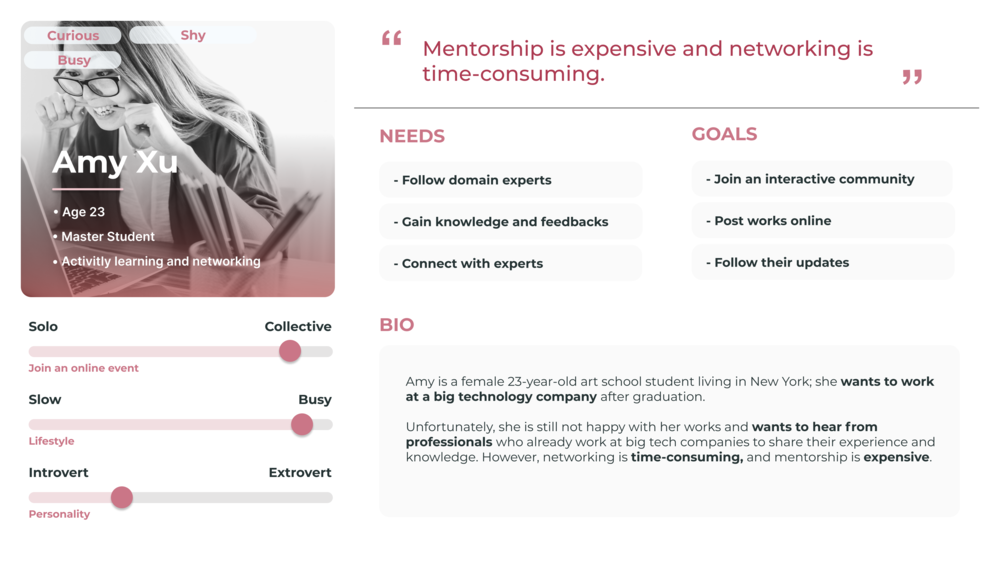 Curious
Shy
Busy
Amy Xu
• Age 23
• Master Student
• Activitly learning and networking
Solo
Collective
Join an online event
Slow
Busy
Lifestyle
Introvert
Extrovert
Personality
“
Mentorship is expensive and networking is
time-consuming.
”
NEEDS
- Follow domain experts
- Gain knowledge and feedbacks
- Connect with experts
GOALS
- Join an interactive community
- Post works online
- Follow their updates
BIO
Amy is a female 23-year-old art school student living in New York; she wants to work
at a big technology company after graduation.
Unfortunately, she is still not happy with her works and wants to hear from
professionals who already work at big tech companies to share their experience and
knowledge. However, networking is time-consuming, and mentorship is expensive.